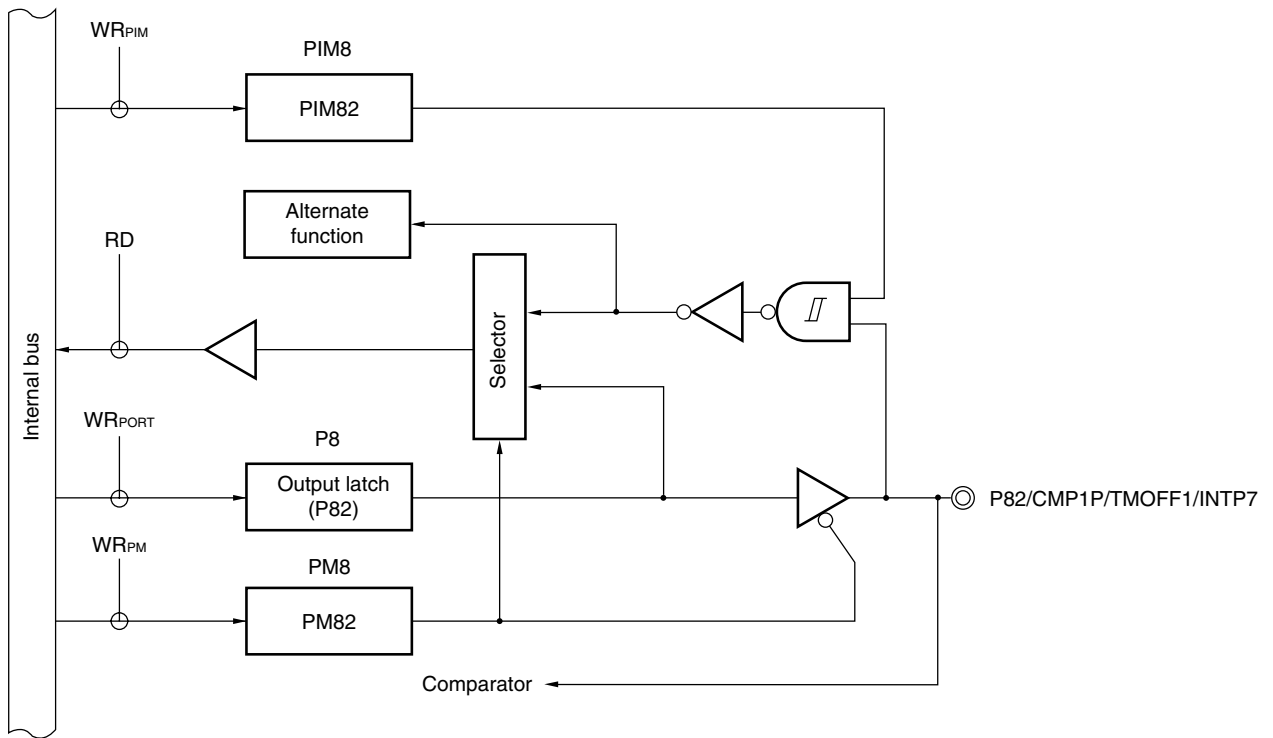 WRPIM
PIM8
PIM82
Alternate
function
RD
Selector
Internal bus
WRPORT
P8
Output latch
(P82)
P82/CMP1P/TMOFF1/INTP7
WRPM
PM8
PM82
Comparator